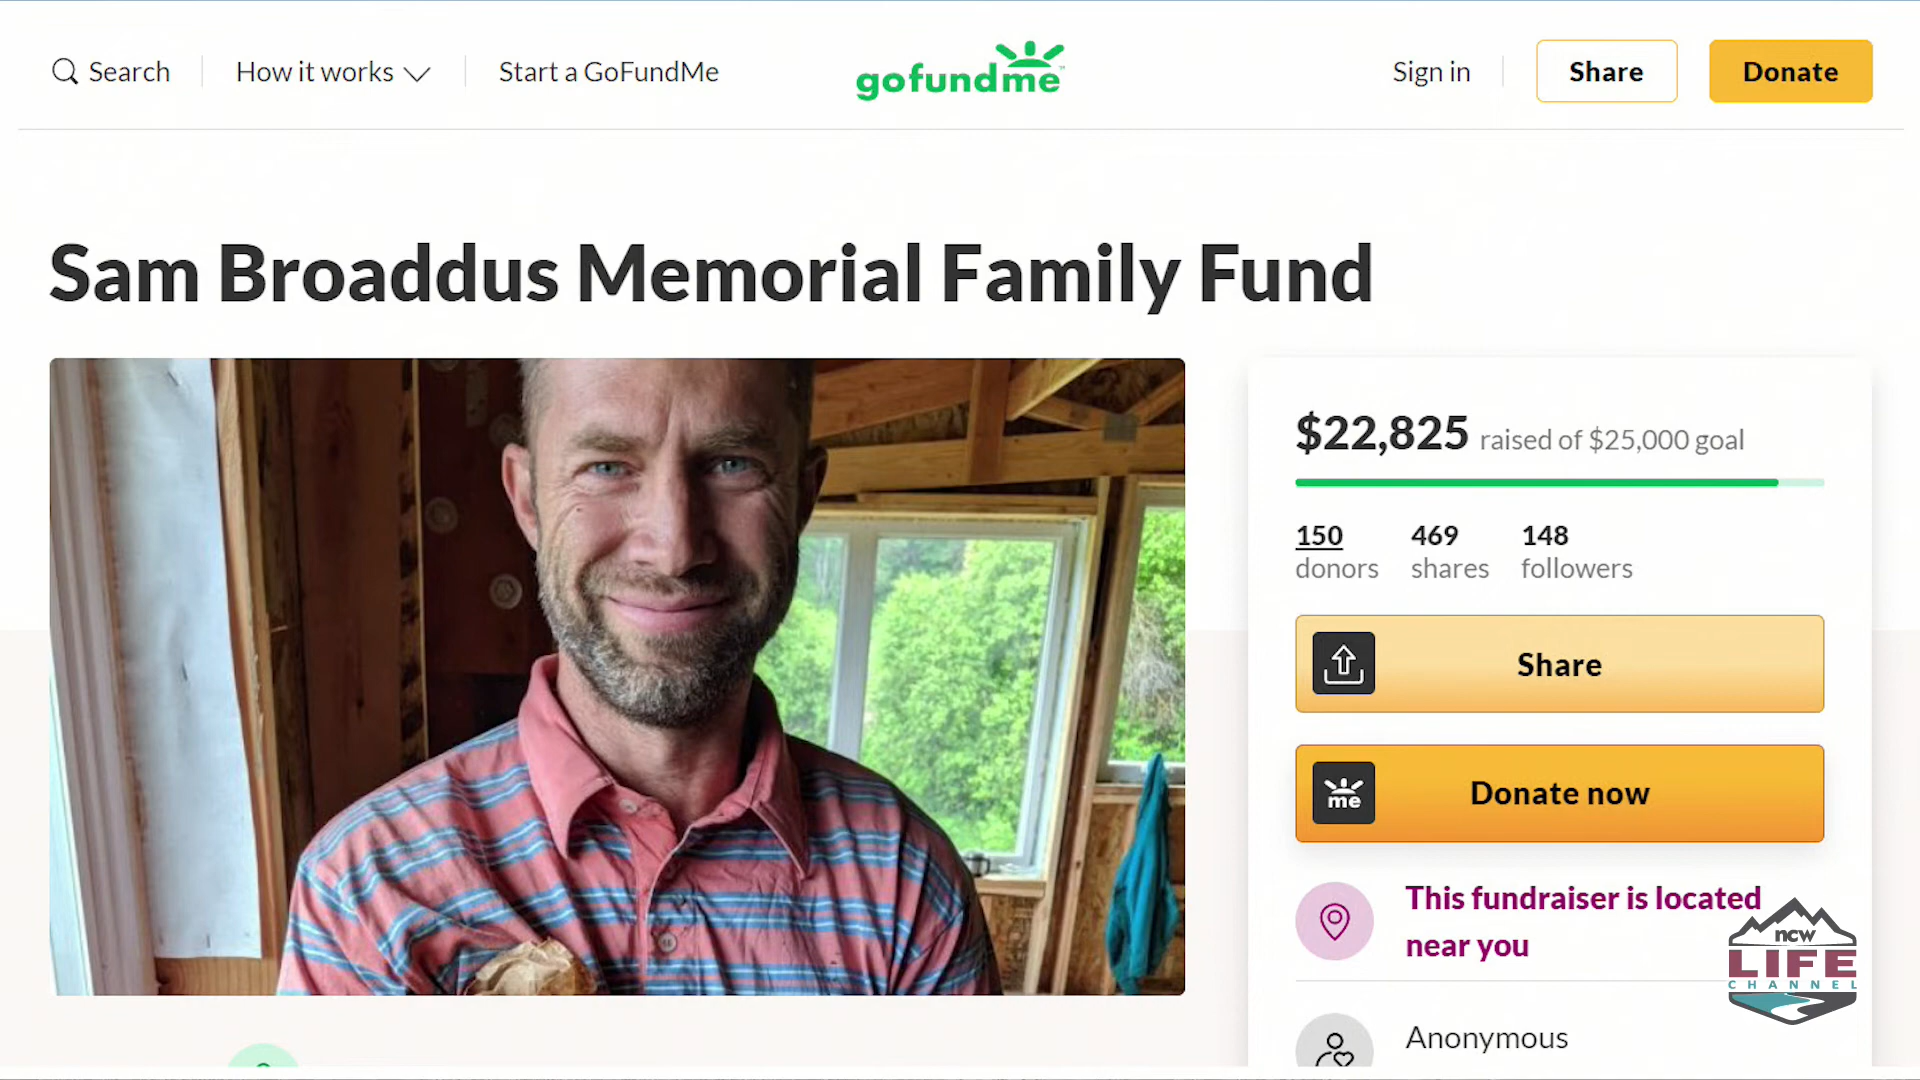 Search
How it works
Start a GoFundMe
gofundme
Sign in
Share
Donate
Sam Broaddus Memorial Family Fund
$22,825 raised of $25,000 goal
150 469 148
donors shares followers
Share
me
Donate now
This fundraiser is located
near you
ncw
LIFE
CHANNEL
Anonymous